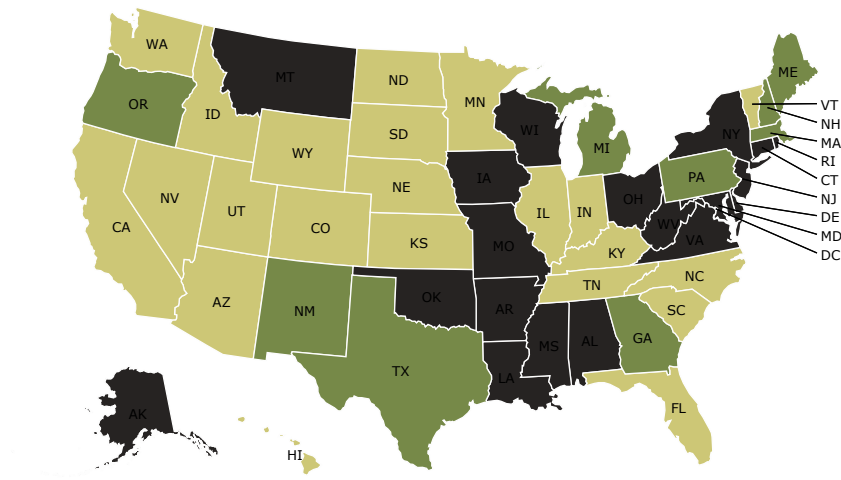 WA
MT
ND
MN
ME
OR
ID
SD
WI
MI
VT
NH
NY
MA
WY
RI
NE
IA
PA
CT
NV
UT
CO
IL
IN
OH
NJ
CA
KS
MO
KY
WV
VA
DE
MD
DC
AZ
NM
OK
AR
TN
NC
SC
TX
LA
MS
AL
GA
AK
HI
FL